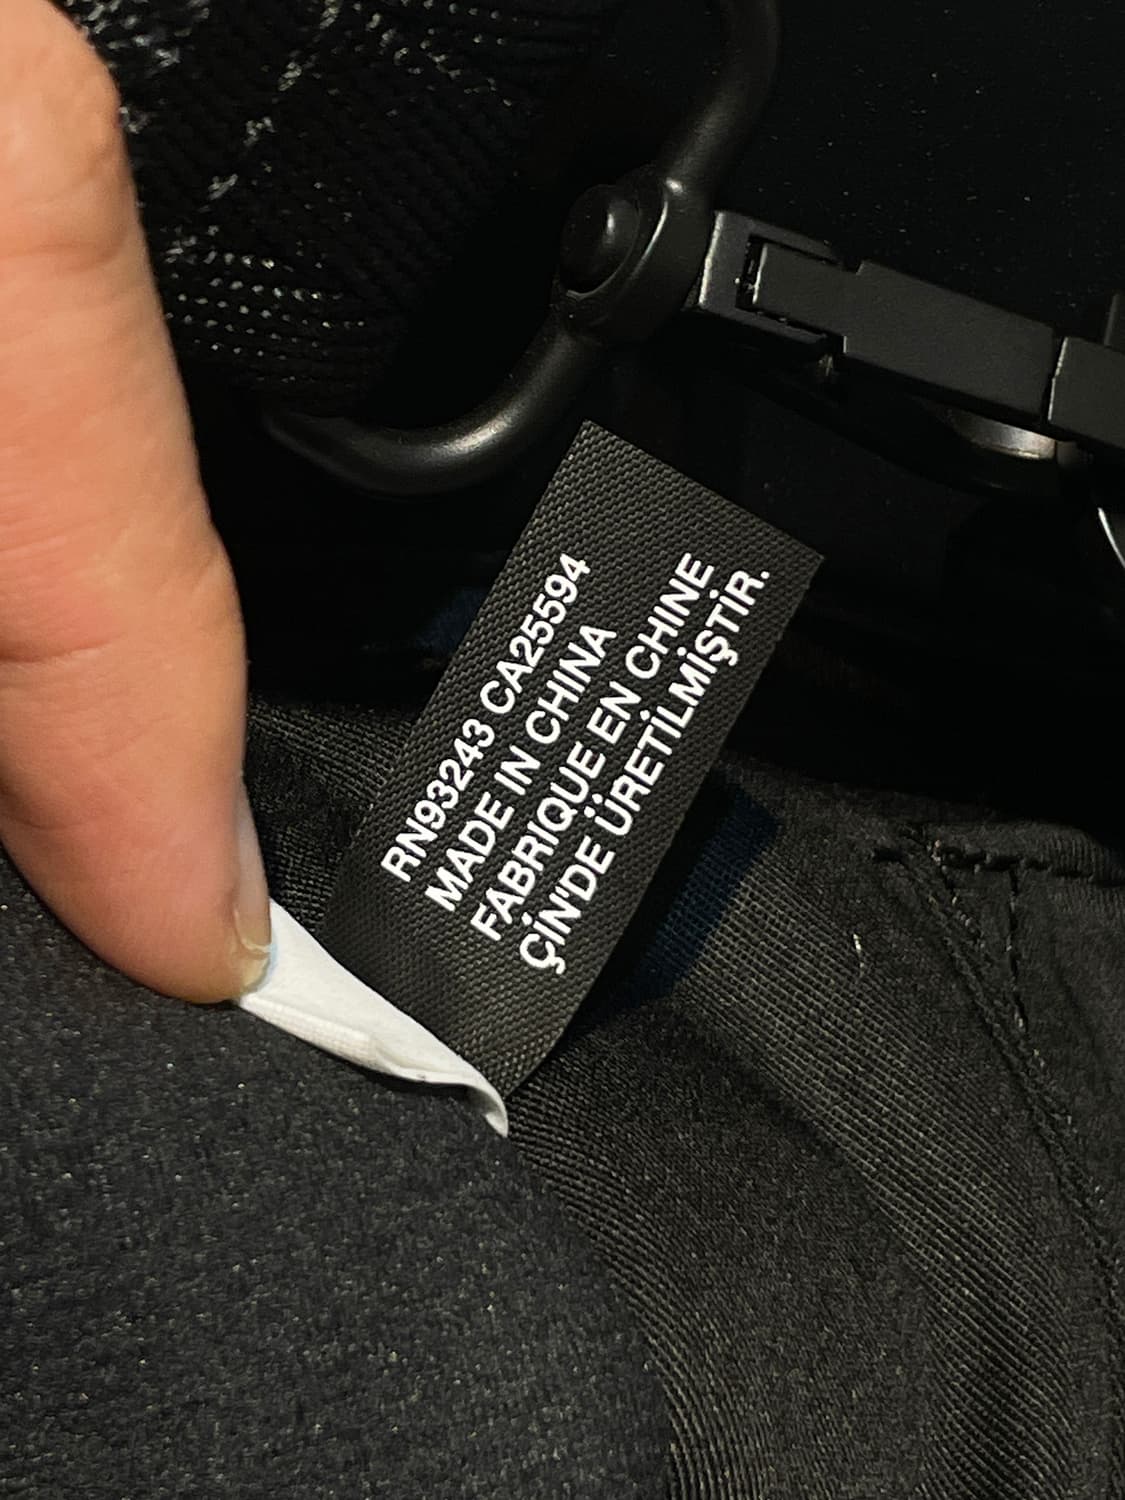 RN93243 CA25594
MADE IN CHINA
FABRIQUE EN CHINE
ÇİN'DE ÜRETİLMİŞTİR.